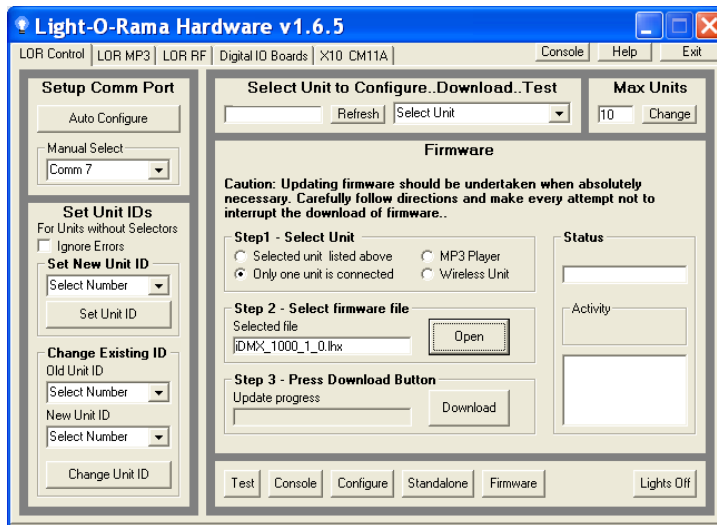 Light-O-Rama Hardware v1.6.5
LOR Control LOR MP3 LOR RF Digital IO Boards X10 CM11A Console Help Exit
Setup Comm Port
Auto Configure
Manual Select
Comm 7
Set Unit IDs
For Units without Selectors
Ignore Errors
Set New Unit ID
Select Number
Set Unit ID
Change Existing ID
Old Unit ID
Select Number
New Unit ID
Select Number
Change Unit ID
Select Unit to Configure..Download..Test
Refresh Select Unit
Max Units
10 Change
Firmware
Caution: Updating firmware should be undertaken when absolutely
necessary. Carefully follow directions and make every attempt not to
interrupt the download of firmware..
Step1 - Select Unit
Selected unit listed above MP3 Player
Only one unit is connected Wireless Unit
Step 2 - Select firmware file
Selected file
iDMX_1000_1_0.lhx
Open
Step 3 - Press Download Button
Update progress
Download
Status
Activity
Test Console Configure Standalone Firmware Lights Off